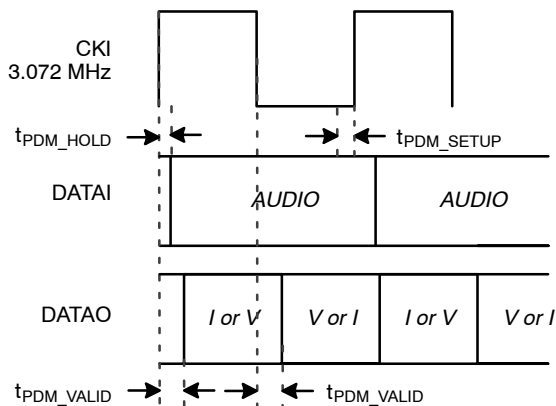 CKI
3.072 MHz
tPDM_HOLD
tPDM_SETUP
DATAI
AUDIO
AUDIO
DATAO
I or V
V or I
I or V
V or I
tPDM_VALID
tPDM_VALID